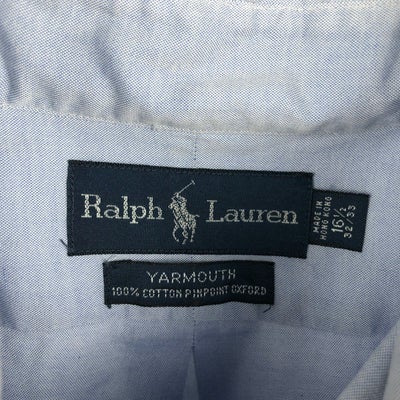 Ralph Lauren
MADE IN
HONG KONG
16½
32/33
YARMOUTH
100% COTTON PINPOINT OXFORD